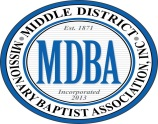 MIDDLE DISTRICT
Est. 1871
MDBA
Incorporated
2013
MISSIONARY BAPTIST ASSOCIATION, INC.